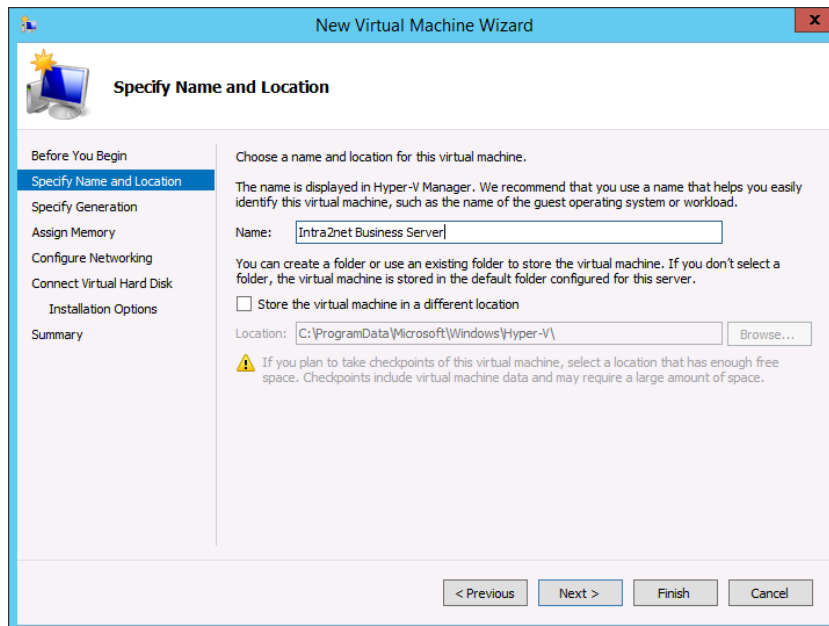 New Virtual Machine Wizard
x
Specify Name and Location
Before You Begin
Specify Name and Location
Specify Generation
Assign Memory
Configure Networking
Connect Virtual Hard Disk
Installation Options
Summary
Choose a name and location for this virtual machine.
The name is displayed in Hyper-V Manager. We recommend that you use a name that helps you easily
identify this virtual machine, such as the name of the guest operating system or workload.
Name: Intra2net Business Server
You can create a folder or use an existing folder to store the virtual machine. If you don't select a
folder, the virtual machine is stored in the default folder configured for this server.
Store the virtual machine in a different location
Location: C:\ProgramData\Microsoft\Windows\Hyper-V\ Browse...
If you plan to take checkpoints of this virtual machine, select a location that has enough free
space. Checkpoints include virtual machine data and may require a large amount of space.
< Previous Next > Finish Cancel